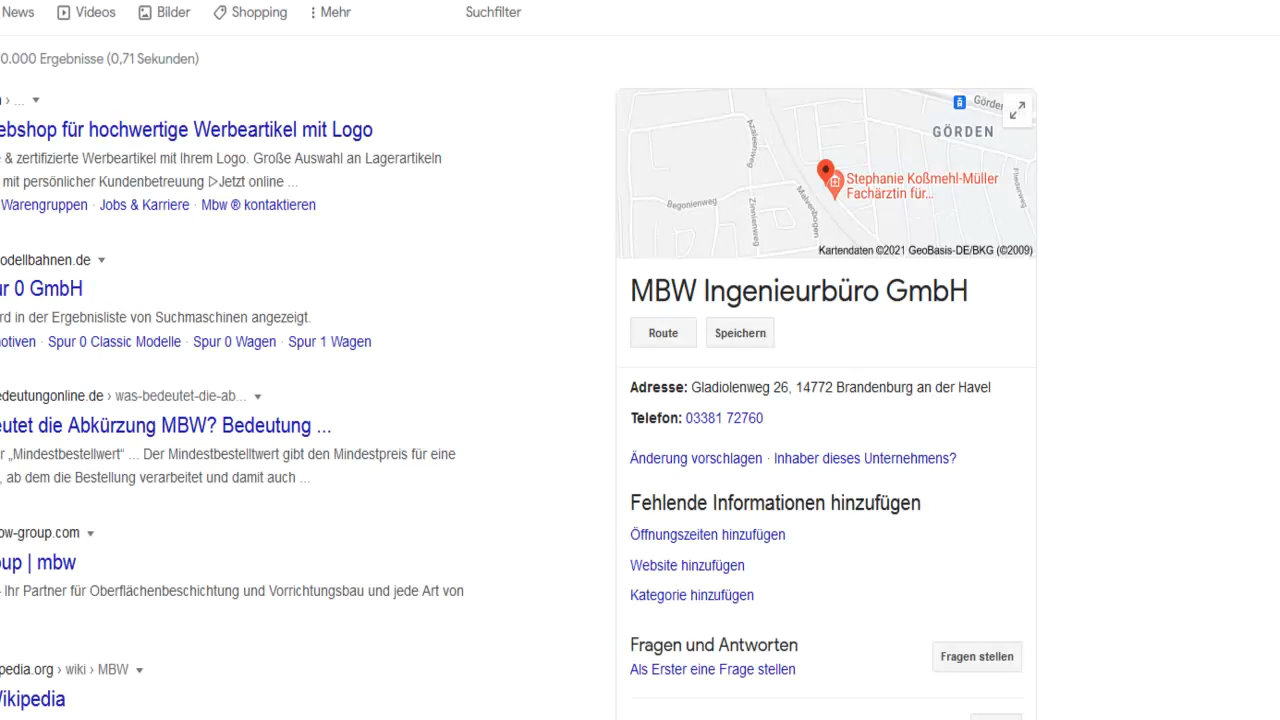 News Videos Bilder Shopping Mehr Suchfilter
0.000 Ergebnisse (0,71 Sekunden)
› ...
ebshop für hochwertige Werbeartikel mit Logo
& zertifizierte Werbeartikel mit Ihrem Logo. Große Auswahl an Lagerartikeln
mit persönlicher Kundenbetreuung ▷Jetzt online ...
Warengruppen · Jobs & Karriere · Mbw ® kontaktieren
odellbahnen.de
ur 0 GmbH
rd in der Ergebnisliste von Suchmaschinen angezeigt.
otiven · Spur 0 Classic Modelle · Spur 0 Wagen · Spur 1 Wagen
edeutungonline.de › was-bedeutet-die-ab...
eutet die Abkürzung MBW? Bedeutung ...
r „Mindestbestellwert“ ... Der Mindestbestelltwert gibt den Mindestpreis für eine
, ab dem die Bestellung verarbeitet und damit auch ...
bw-group.com
oup | mbw
- Ihr Partner für Oberflächenbeschichtung und Vorrichtungsbau und jede Art von
pedia.org › wiki › MBW
Wikipedia
Görden
GÖRDEN
Azaleenweg
Stephanie Koßmehl-Müller
Fachärztin für...
Fliederweg
Malvenbogen
Begonienweg
Zinnienweg
Kartendaten ©2021 GeoBasis-DE/BKG (©2009)
MBW Ingenieurbüro GmbH
Route Speichern
Adresse: Gladiolenweg 26, 14772 Brandenburg an der Havel
Telefon: 03381 72760
Änderung vorschlagen · Inhaber dieses Unternehmens?
Fehlende Informationen hinzufügen
Öffnungszeiten hinzufügen
Website hinzufügen
Kategorie hinzufügen
Fragen und Antworten
Als Erster eine Frage stellen
Fragen stellen